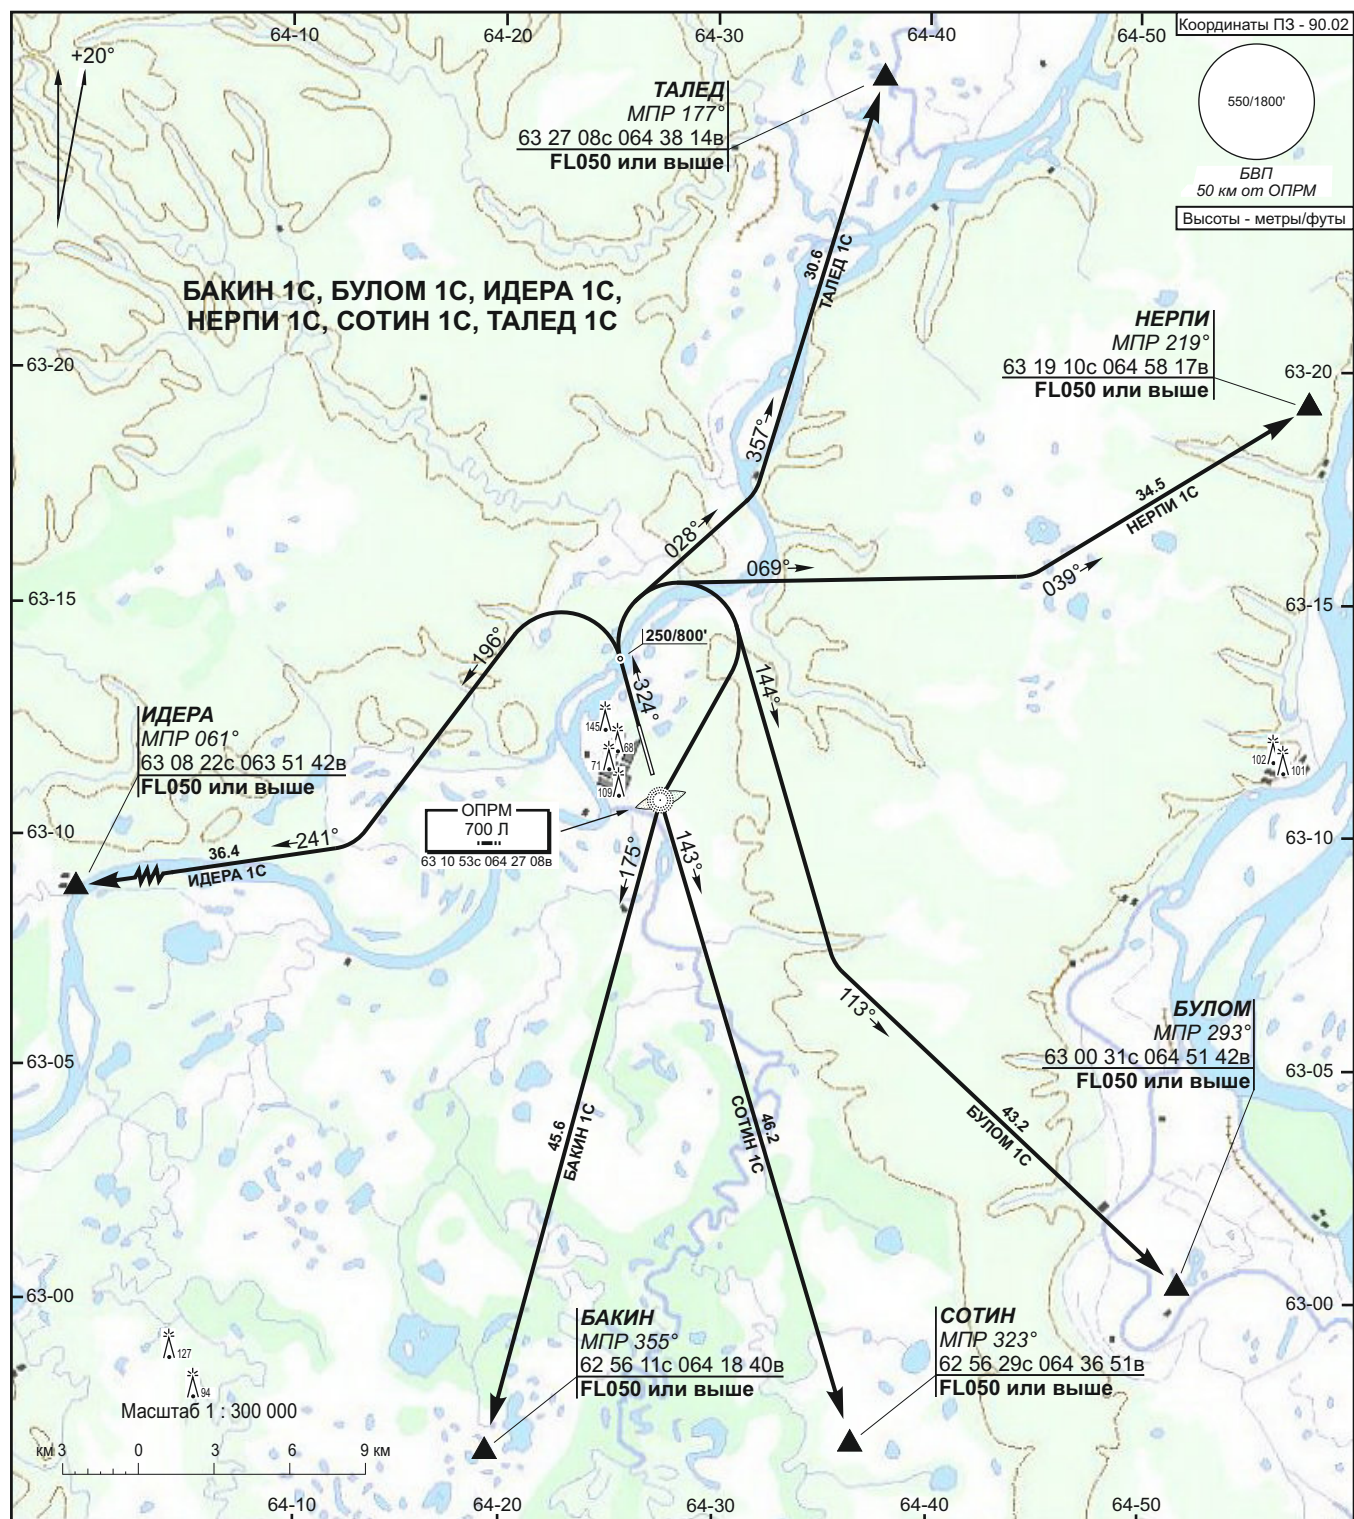 64-10
64-20
64-30
64-40
64-50
Координаты ПЗ - 90.02
+20°
550/1800'
БВП
50 км от ОПРМ
Высоты - метры/футы
ТАЛЕД
МПР 177°
63 27 08с 064 38 14в
FL050 или выше
30.6
ТАЛЕД 1С
БАКИН 1С, БУЛОМ 1С, ИДЕРА 1С,
НЕРПИ 1С, СОТИН 1С, ТАЛЕД 1С
НЕРПИ
МПР 219°
63 19 10с 064 58 17в
FL050 или выше
63-20
63-20
357°
34.5
НЕРПИ 1С
028°
069°
039°
63-15
63-15
250/800'
196°
324°
144°
145
68
71
109
102
101
ИДЕРА
МПР 061°
63 08 22с 063 51 42в
FL050 или выше
ОПРМ
700 Л
63 10 53с 064 27 08в
63-10
63-10
241°
36.4
ИДЕРА 1С
175°
143°
113°
БУЛОМ
МПР 293°
63 00 31с 064 51 42в
FL050 или выше
63-05
63-05
45.6
БАКИН 1С
46.2
СОТИН 1С
43.2
БУЛОМ 1С
63-00
63-00
БАКИН
МПР 355°
62 56 11с 064 18 40в
FL050 или выше
СОТИН
МПР 323°
62 56 29с 064 36 51в
FL050 или выше
127
94
Масштаб 1 : 300 000
км 3 0 3 6 9 км
64-10
64-20
64-30
64-40
64-50